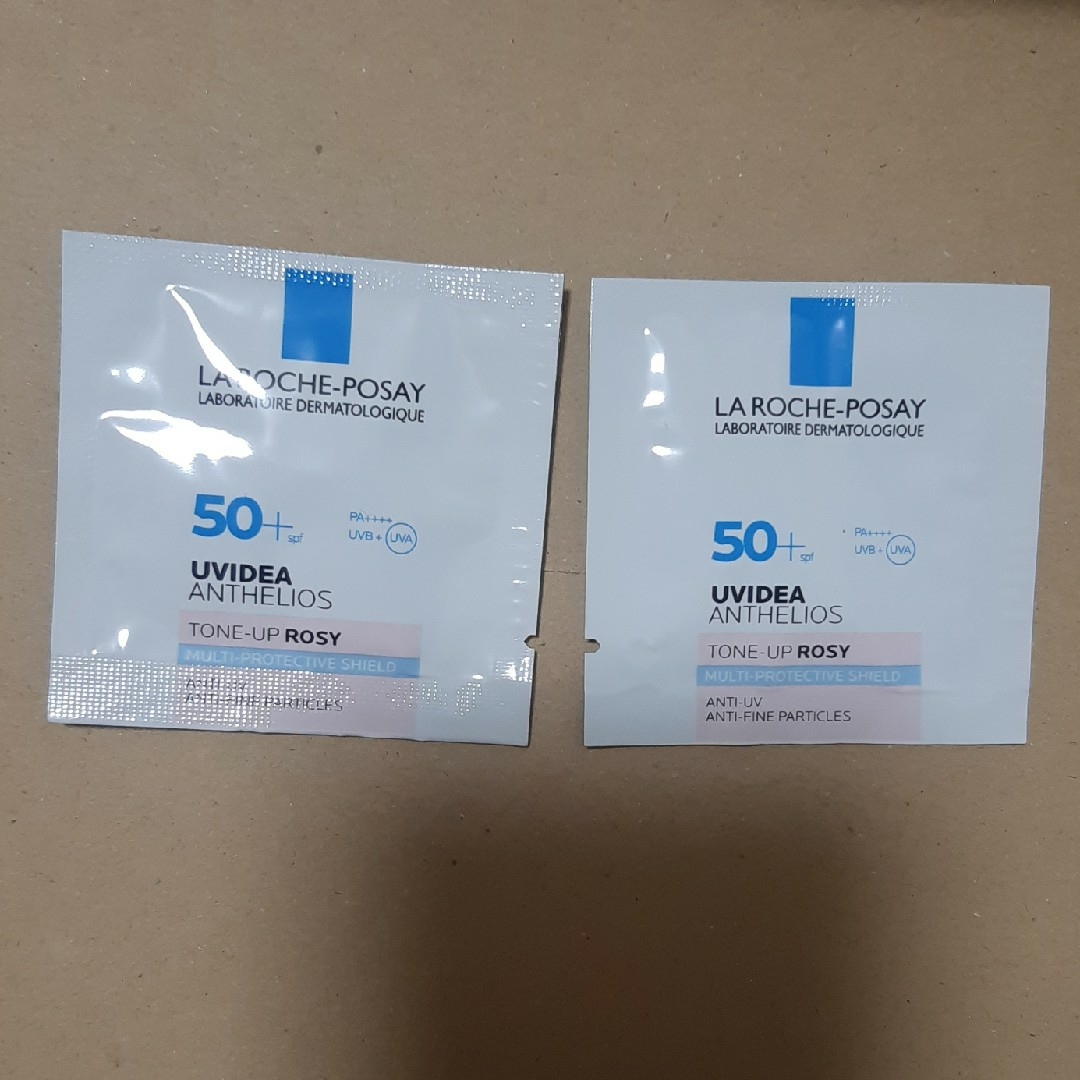 LA ROCHE-POSAY
LABORATOIRE DERMATOLOGIQUE
50+ spf
PA++++
UVB + UVA
UVIDEA
ANTHELIOS
TONE-UP ROSY
MULTI-PROTECTIVE SHIELD
ANTI-UV
ANTI-FINE PARTICLES
LA ROCHE-POSAY
LABORATOIRE DERMATOLOGIQUE
50+ spf
PA++++
UVB + UVA
UVIDEA
ANTHELIOS
TONE-UP ROSY
MULTI-PROTECTIVE SHIELD
ANTI-UV
ANTI-FINE PARTICLES